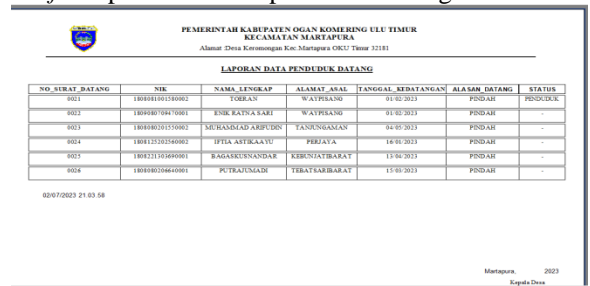 PEMERINTAH KABUPATEN OGAN KOMERING ULU TIMUR
KECAMATAN MARTAPURA
Alamat :Desa Keromongan Kec.Martapura OKU Timur 32181
LAPORAN DATA PENDUDUK DATANG
NO_SURAT_DATANG NIK NAMA_LENGKAP ALAMAT_ASAL TANGGAL_KEDATANGAN ALASAN_DATANG STATUS
0021 1808081001580002 TOERAN WAYPISANG 01/02/2023 PINDAH PENDUDUK
0022 1809080709470001 ENIK RATNA SARI WAYPISANG 01/02/2023 PINDAH -
0023 1808080201550002 MUHAMMAD ARIFUDIN TANJUNGAMAN 04/05/2023 PINDAH -
0024 1808125202560002 IFTIA ASTIKA AYU PERJAYA 16/01/2023 PINDAH -
0025 1808221303690001 BAGASKUSNANDAR KEBUNJATIBARAT 13/04/2023 PINDAH -
0026 1808080206640001 PUTRAJUMADI TEBATSARIBARAT 15/03/2023 PINDAH -
02/07/2023 21.03.58
Martapura, 2023
Kepala Desa